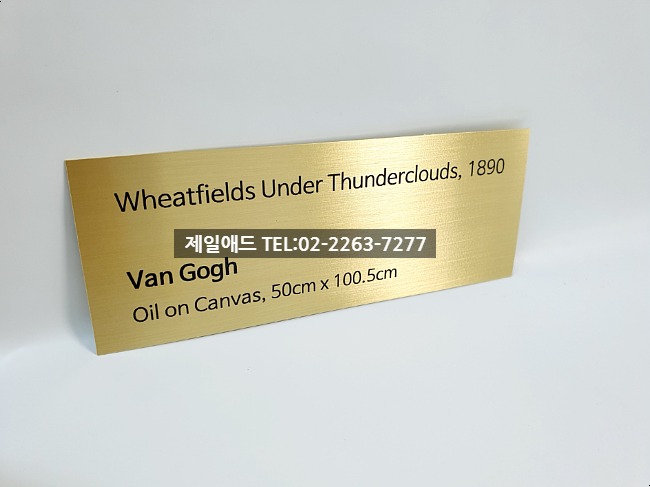 Wheatfields Under Thunderclouds, 1890
제일애드 TEL:02-2263-7277
Van Gogh
Oil on Canvas, 50cm x 100.5cm